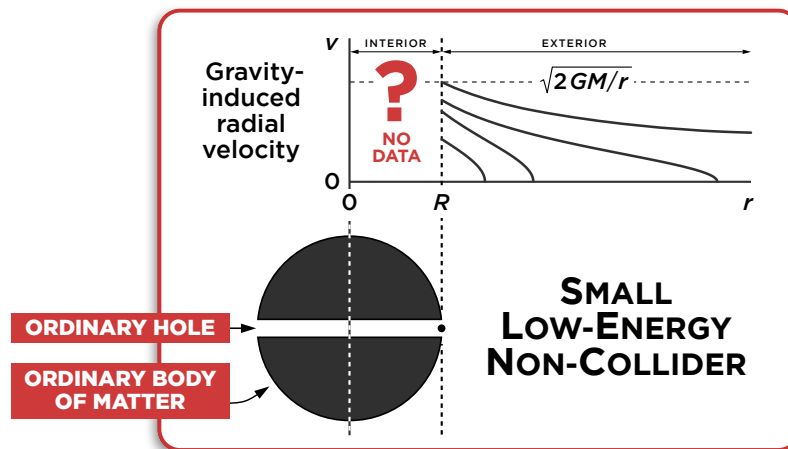 v
INTERIOR
EXTERIOR
Gravity-
induced
radial
velocity
?
NO
DATA
√2GM/r
0
0
R
r
ORDINARY HOLE
ORDINARY BODY
OF MATTER
SMALL
LOW-ENERGY
NON-COLLIDER